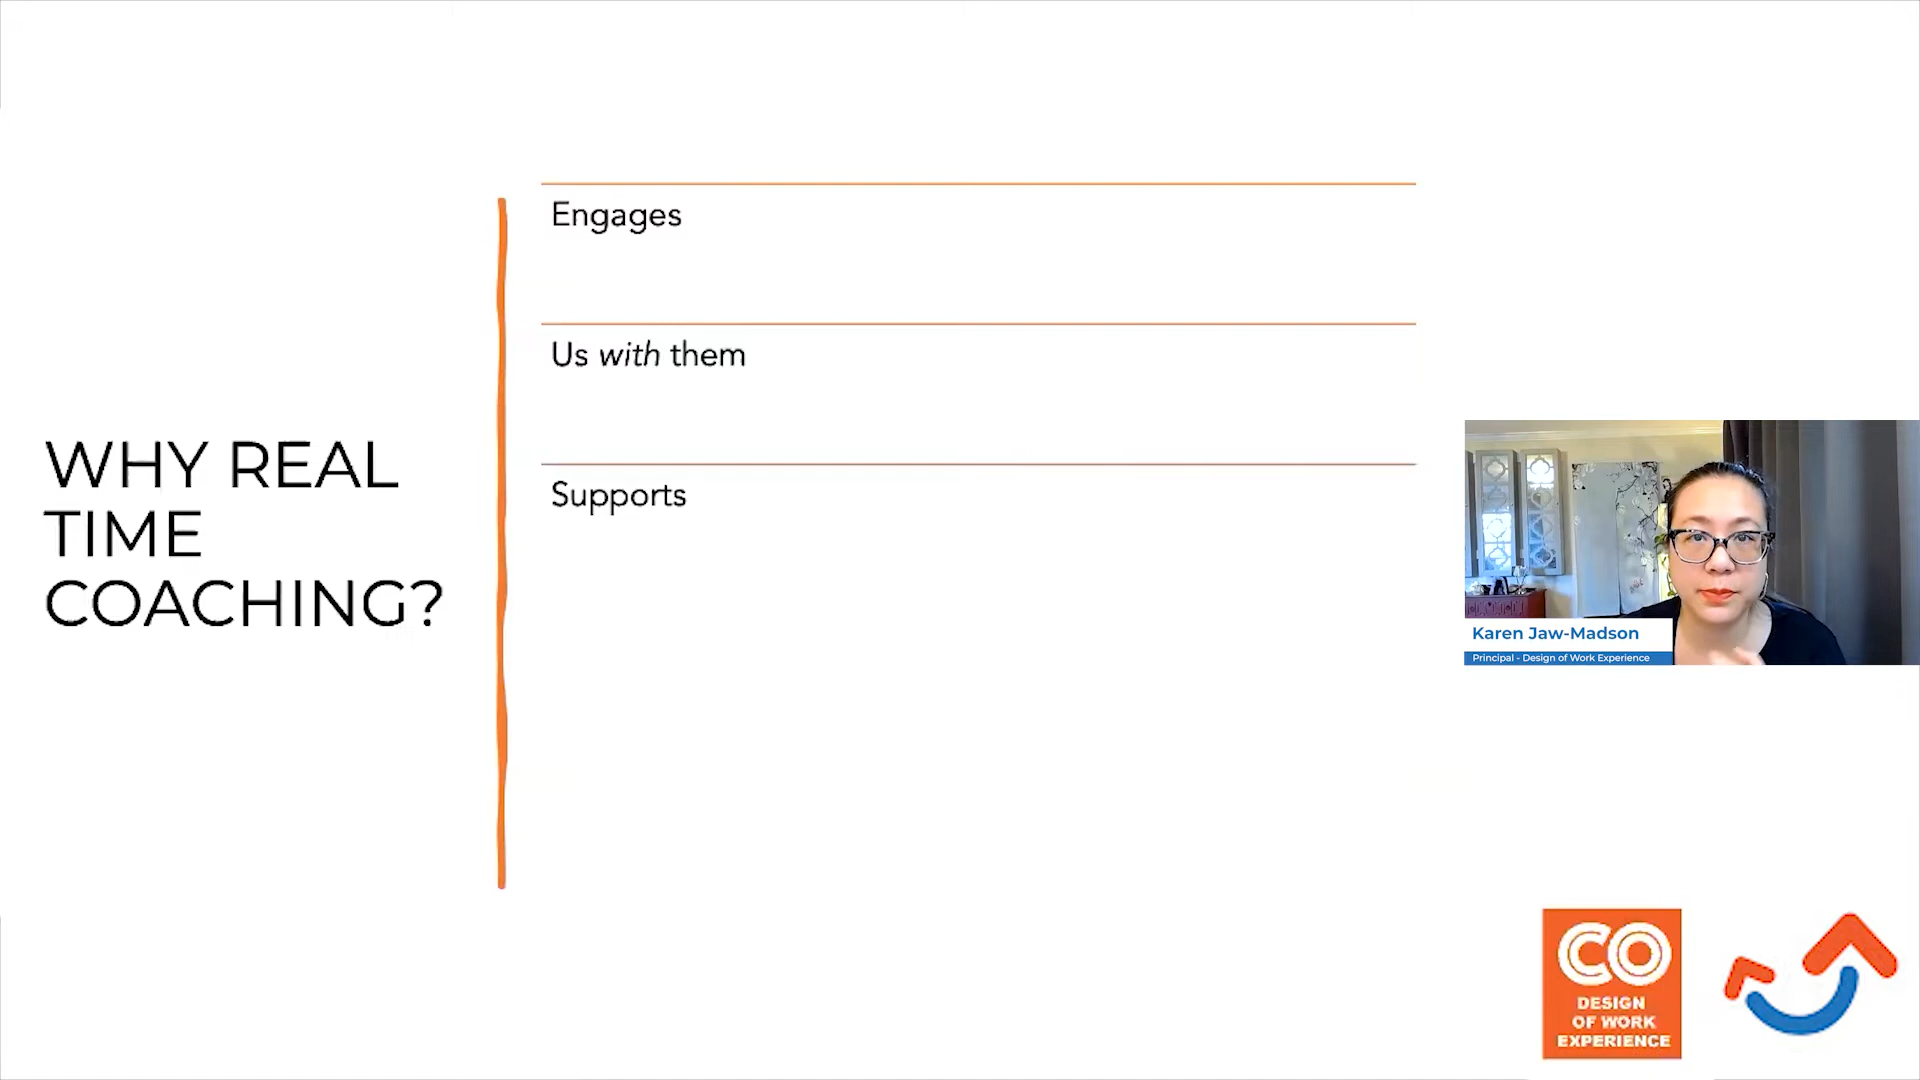 WHY REAL
TIME
COACHING?
Engages
Us with them
Supports
Karen Jaw-Madson
Principal - Design of Work Experience
CO
DESIGN
OF WORK
EXPERIENCE